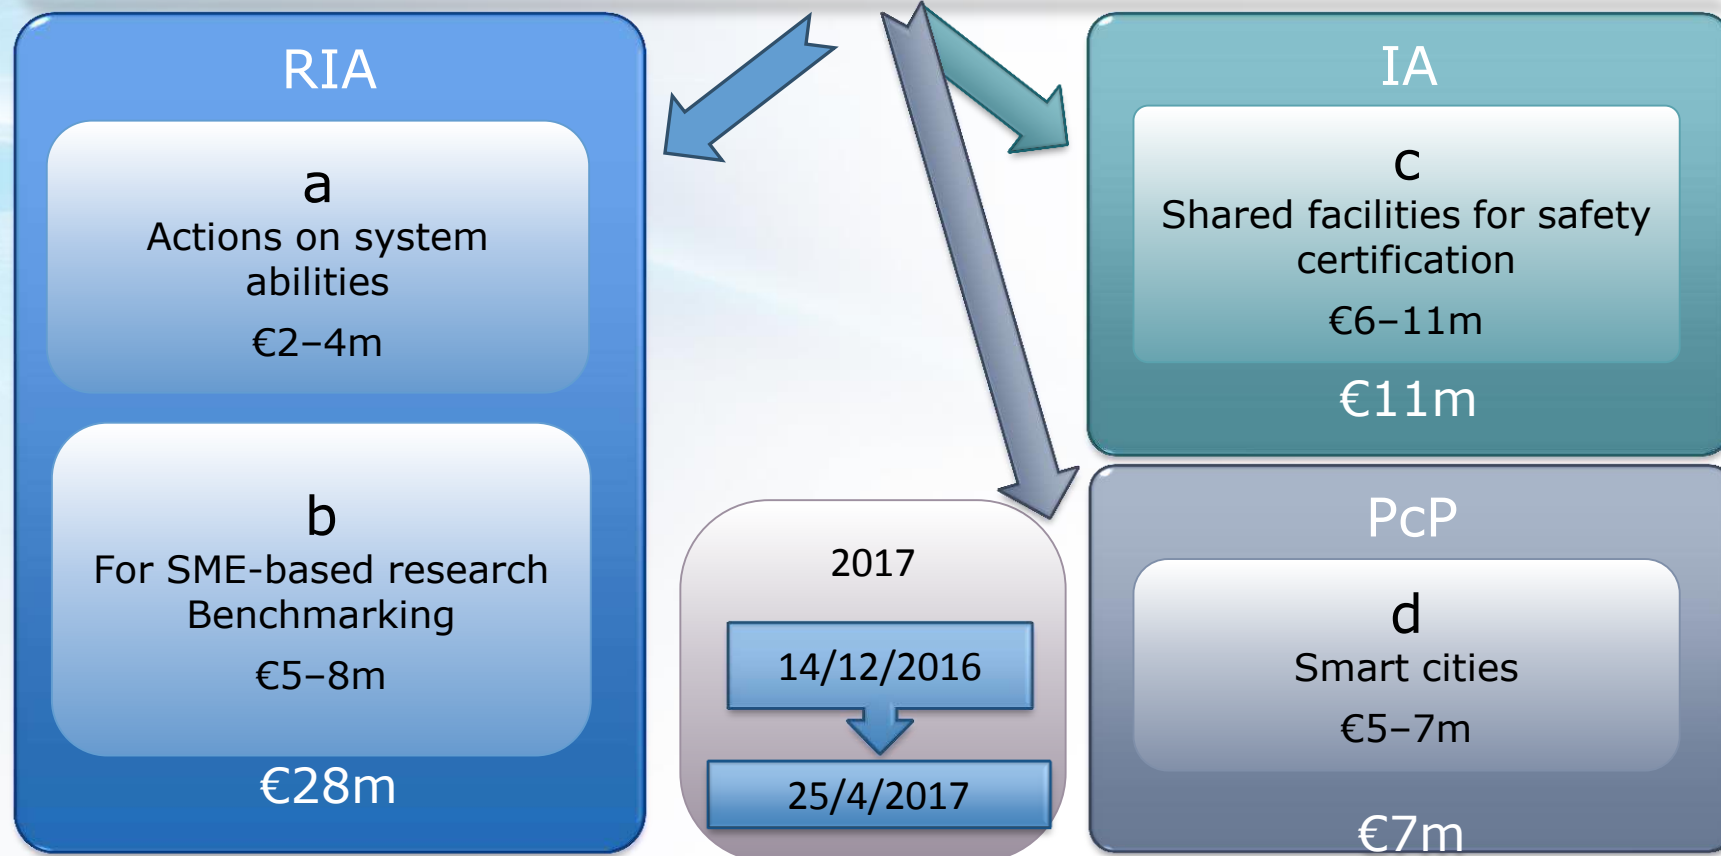 RIA
a
Actions on system
abilities
€2–4m
b
For SME-based research
Benchmarking
€5–8m
€28m
2017
14/12/2016
25/4/2017
IA
c
Shared facilities for safety
certification
€6–11m
€11m
PcP
d
Smart cities
€5–7m
€7m